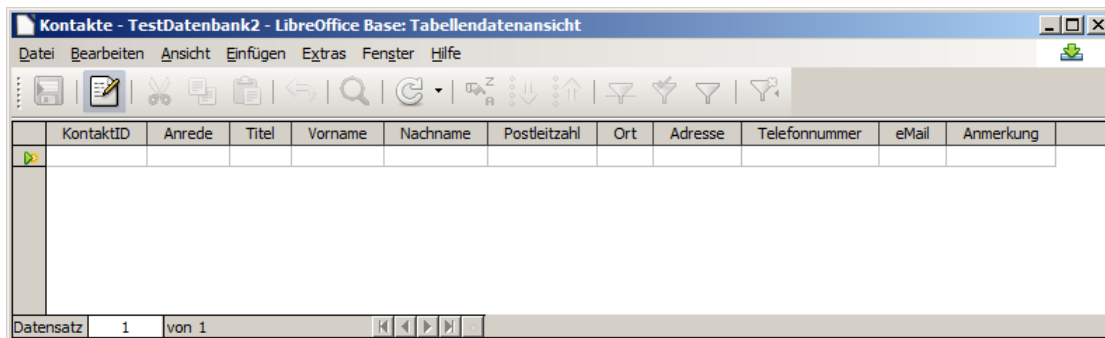 Kontakte - TestDatenbank2 - LibreOffice Base: Tabellendatenansicht
Datei Bearbeiten Ansicht Einfügen Extras Fenster Hilfe
KontaktID Anrede Titel Vorname Nachname Postleitzahl Ort Adresse Telefonnummer eMail Anmerkung
Datensatz 1 von 1